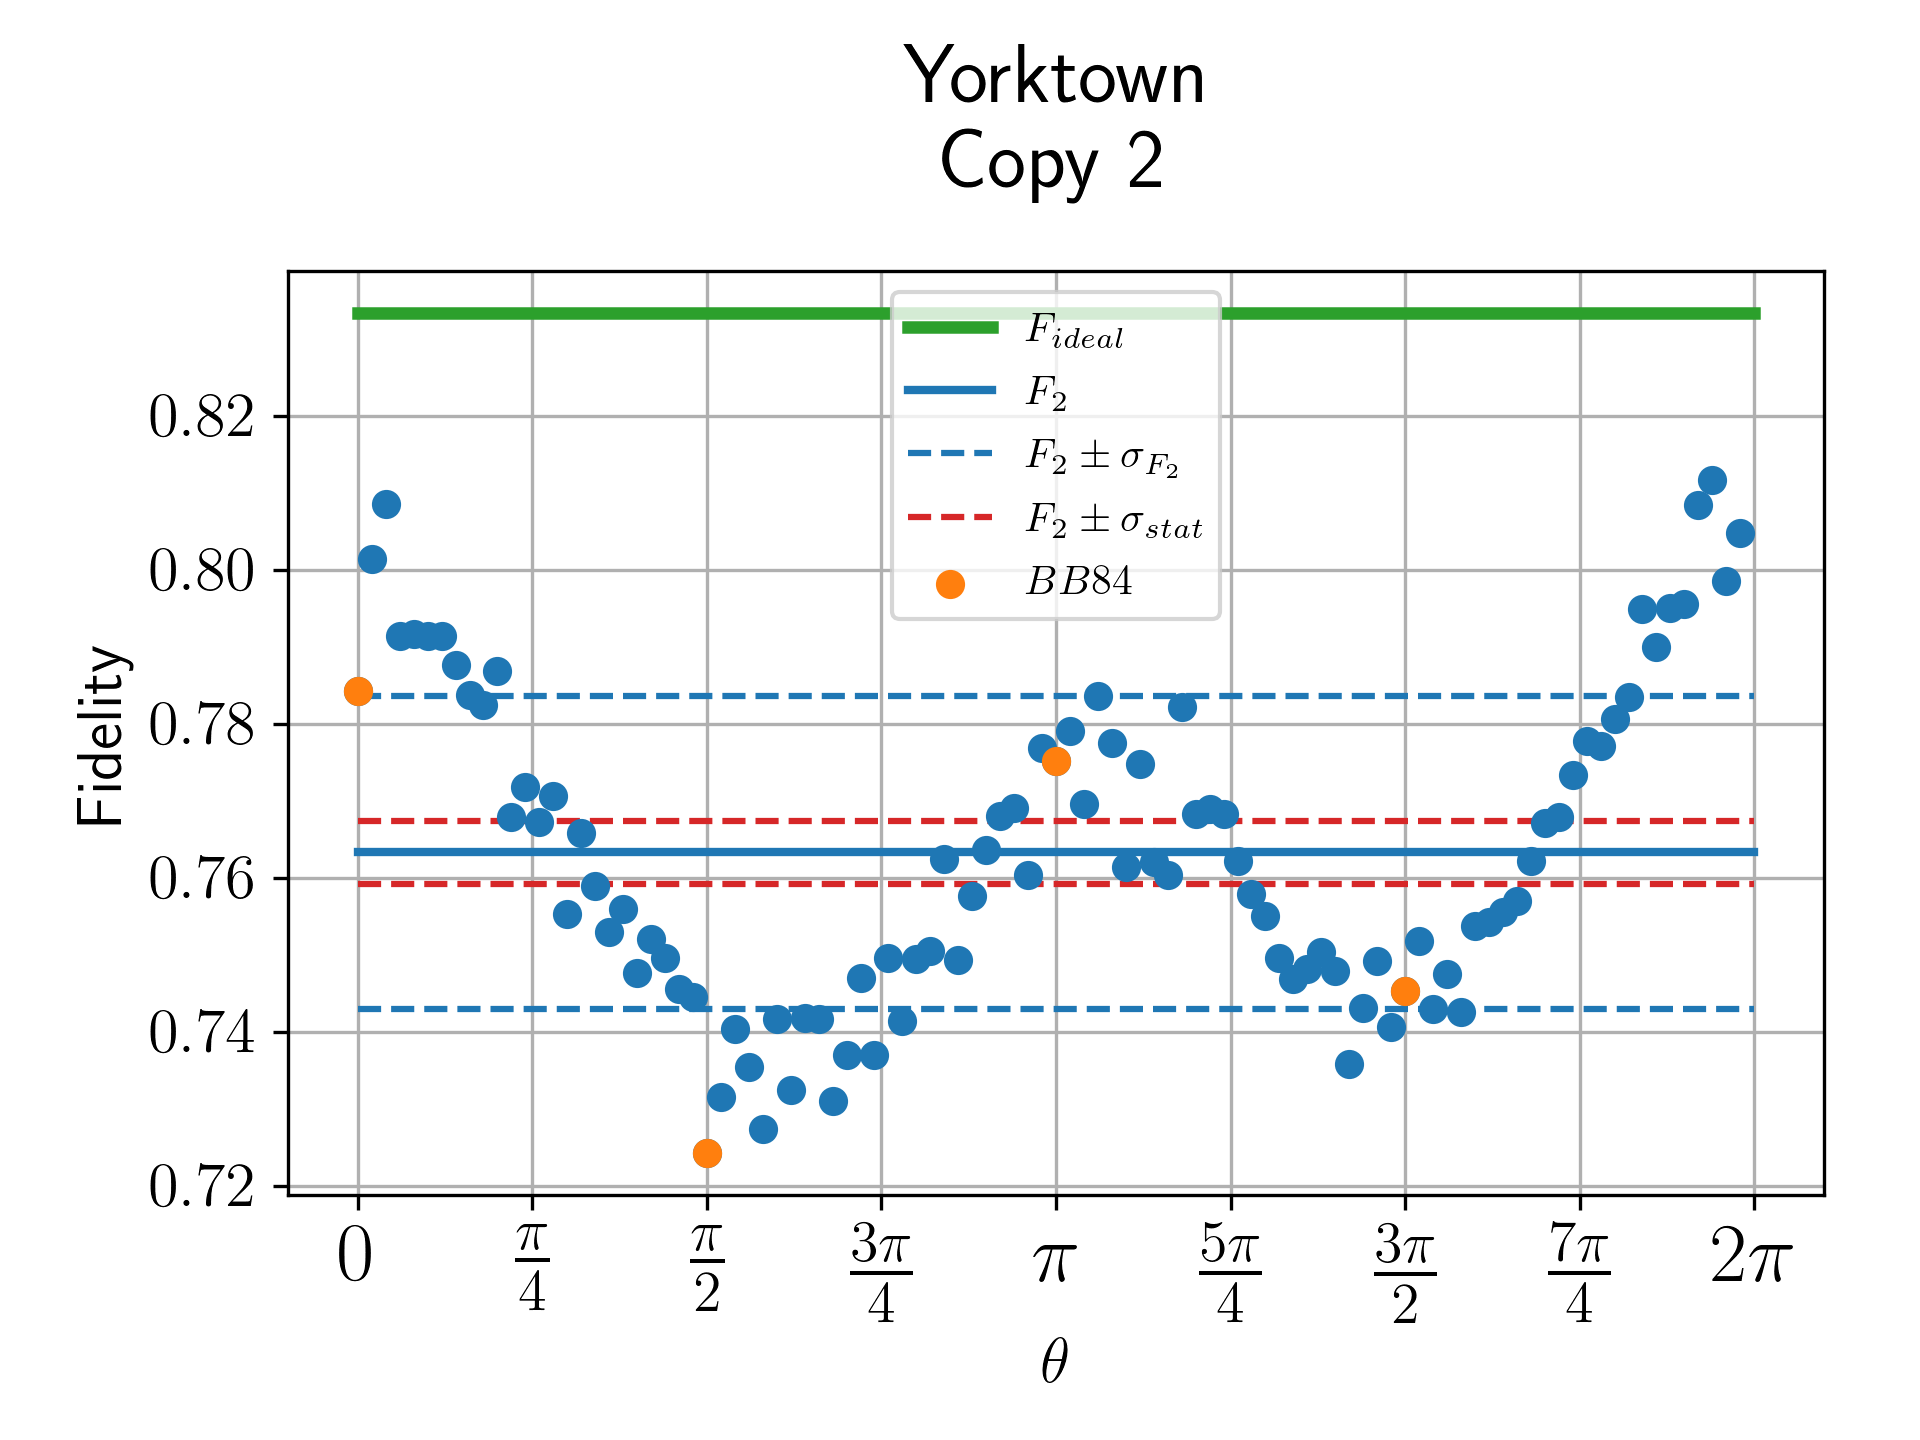 Yorktown
Copy 2
F_{ideal}
F_2
F_2 ± σ_{F_2}
F_2 ± σ_{stat}
BB84
Fidelity
0.82
0.80
0.78
0.76
0.74
0.72
0 π/4 π/2 3π/4 π 5π/4 3π/2 7π/4 2π
θ